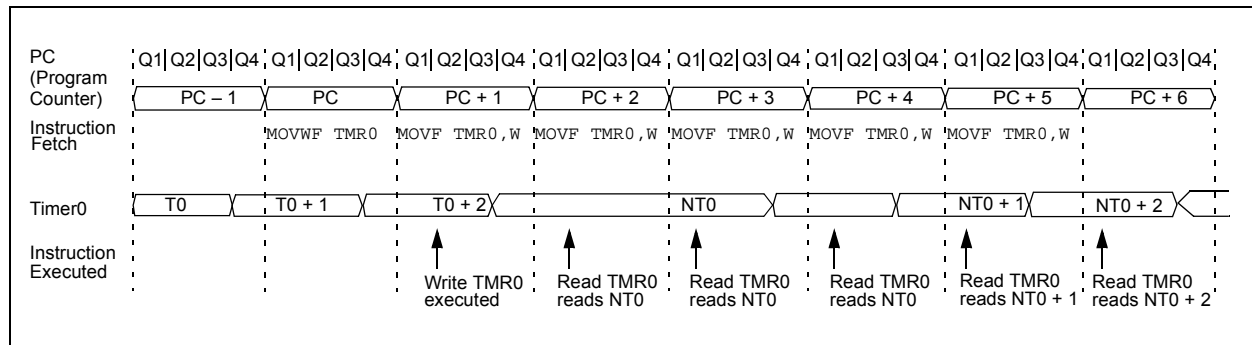 PC (Program Counter)
Q1|Q2|Q3|Q4 Q1|Q2|Q3|Q4 Q1|Q2|Q3|Q4 Q1|Q2|Q3|Q4 Q1|Q2|Q3|Q4 Q1|Q2|Q3|Q4 Q1|Q2|Q3|Q4 Q1|Q2|Q3|Q4
PC – 1 PC PC + 1 PC + 2 PC + 3 PC + 4 PC + 5 PC + 6
Instruction Fetch
MOVWF TMR0 MOVF TMR0,W MOVF TMR0,W MOVF TMR0,W MOVF TMR0,W MOVF TMR0,W
Timer0
T0 T0 + 1 T0 + 2 NT0 NT0 + 1 NT0 + 2
Instruction Executed
Write TMR0 executed
Read TMR0 reads NT0
Read TMR0 reads NT0
Read TMR0 reads NT0
Read TMR0 reads NT0 + 1
Read TMR0 reads NT0 + 2